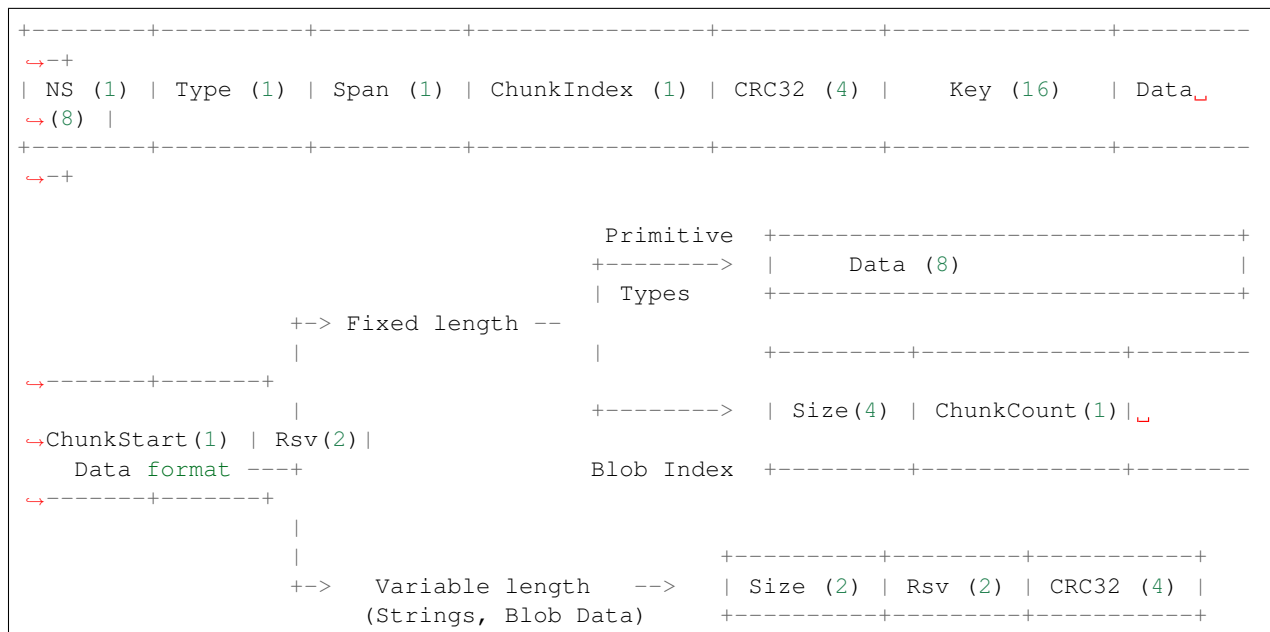 +--------+----------+----------+----------------+-----------+---------------+---------
↪-+
| NS (1) | Type (1) | Span (1) | ChunkIndex (1) | CRC32 (4) |    Key (16)   | Data␣
↪(8) |
+--------+----------+----------+----------------+-----------+---------------+---------
↪-+

                                        Primitive  +--------------------------------+
                                       +-------->  |     Data (8)                   |
                                       | Types     +--------------------------------+
                   +-> Fixed length --
                   |                   |           +---------+--------------+--------
↪-------+-------+
                   |                   +-------->  | Size(4) | ChunkCount(1)|␣
↪ChunkStart(1) | Rsv(2)|
    Data format ---+                   Blob Index  +---------+--------------+--------
↪-------+-------+
                   |
                   |                            +----------+---------+-----------+
                   +->   Variable length   -->  | Size (2) | Rsv (2) | CRC32 (4) |
                        (Strings, Blob Data)    +----------+---------+-----------+